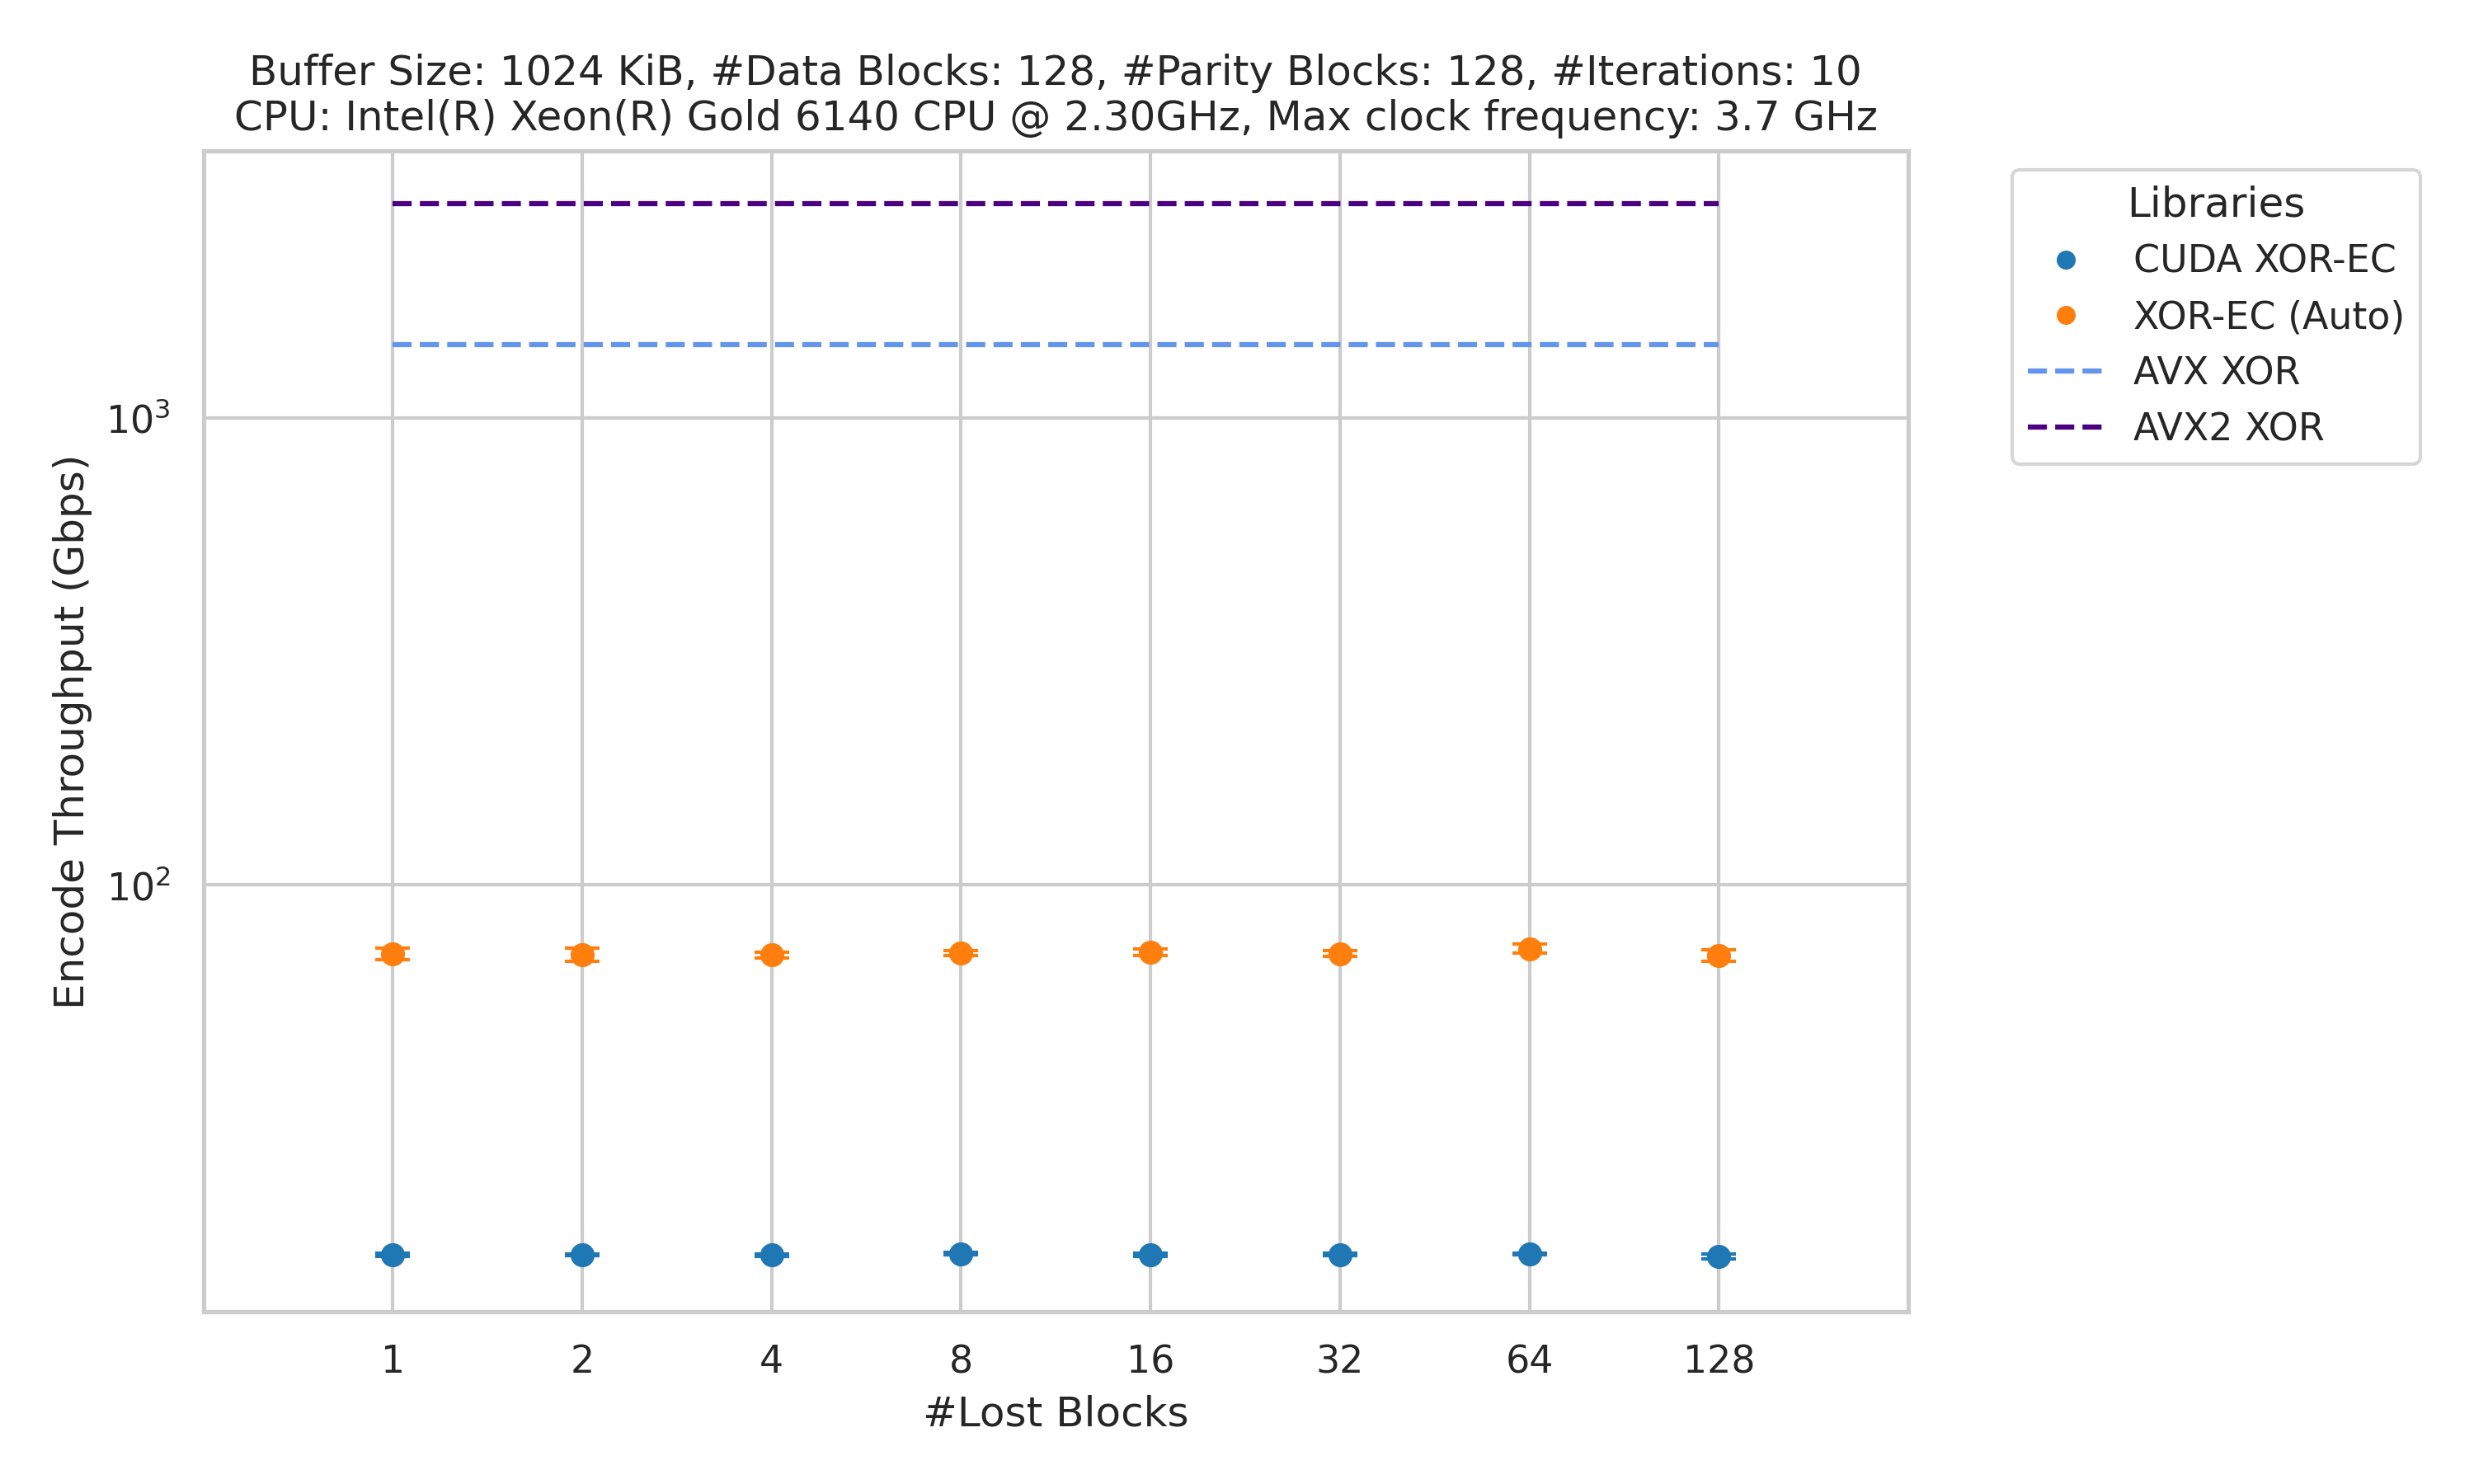 Buffer Size: 1024 KiB, #Data Blocks: 128, #Parity Blocks: 128, #Iterations: 10
CPU: Intel(R) Xeon(R) Gold 6140 CPU @ 2.30GHz, Max clock frequency: 3.7 GHz
Libraries
CUDA XOR-EC
XOR-EC (Auto)
AVX XOR
AVX2 XOR
Encode Throughput (Gbps)
10³
10²
1 2 4 8 16 32 64 128
#Lost Blocks